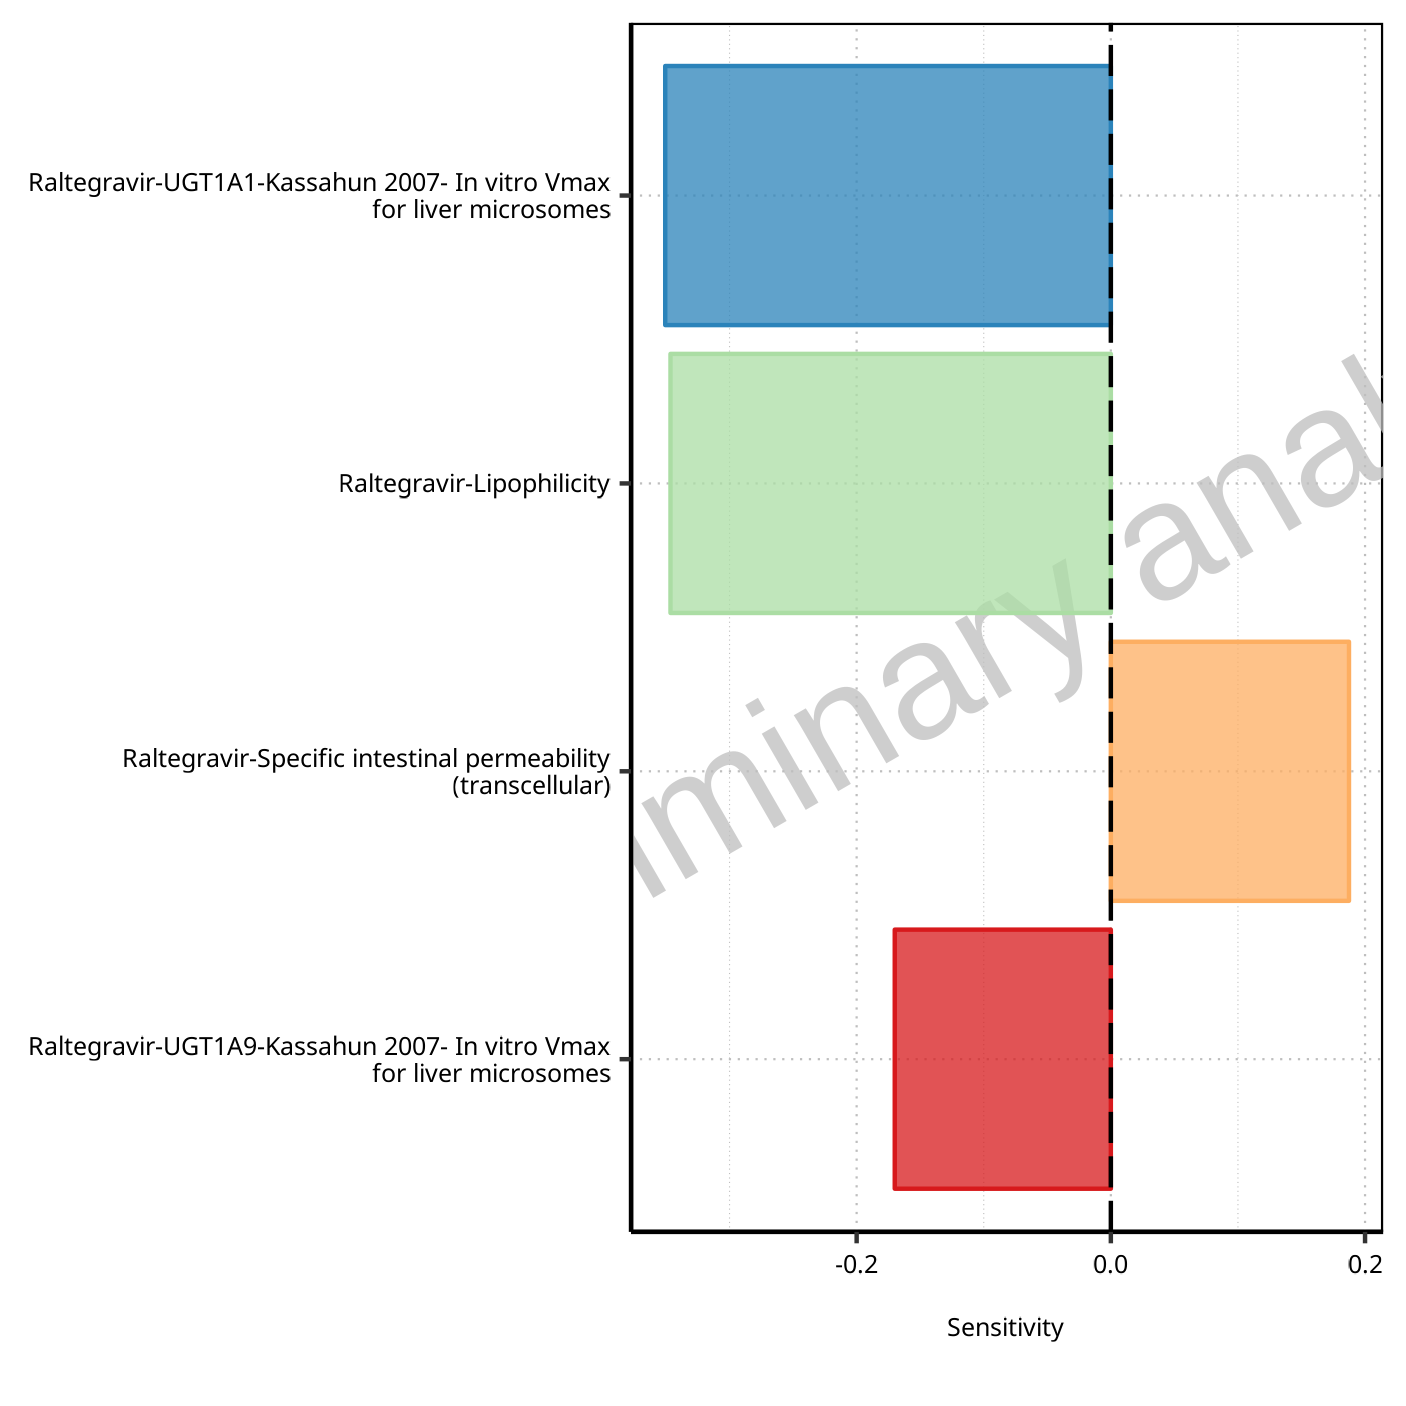 Raltegravir-UGT1A1-Kassahun 2007- In vitro Vmax
for liver microsomes
Raltegravir-Lipophilicity
Raltegravir-Specific intestinal permeability
(transcellular)
Raltegravir-UGT1A9-Kassahun 2007- In vitro Vmax
for liver microsomes
-0.2
0.0
0.2
Sensitivity